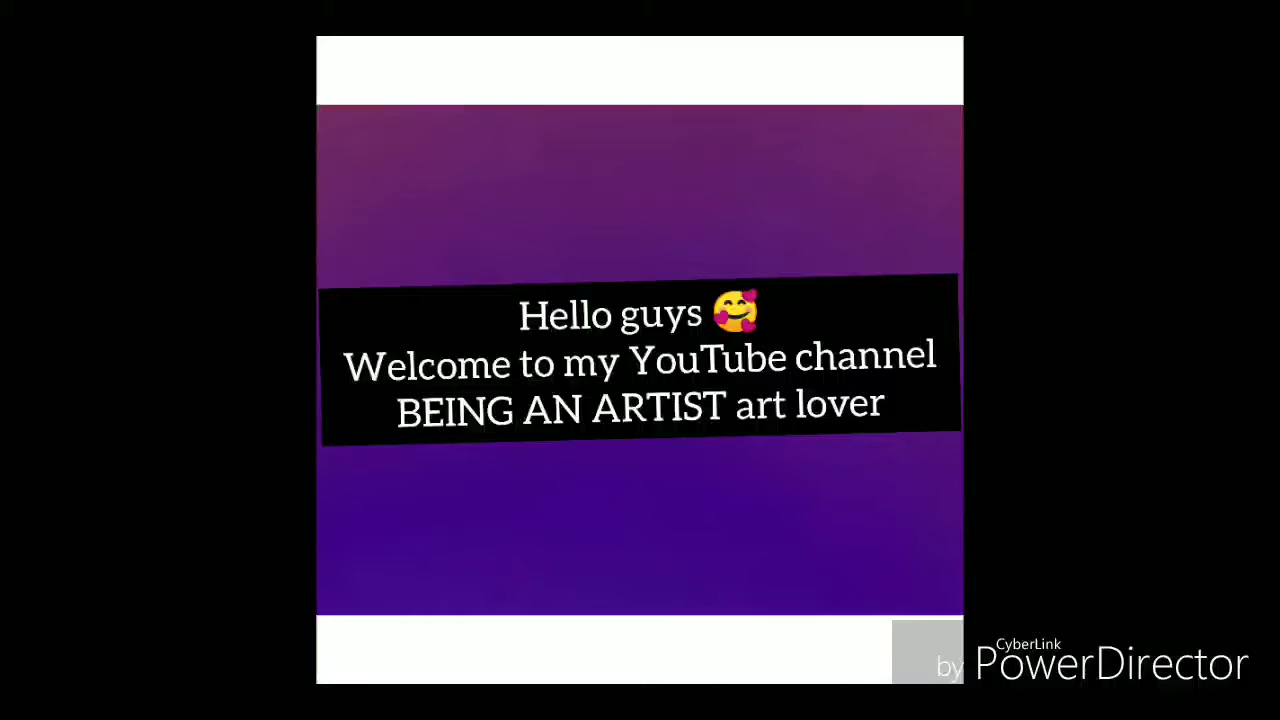 Hello guys 🥰
Welcome to my YouTube channel
BEING AN ARTIST art lover
by CyberLink
PowerDirector